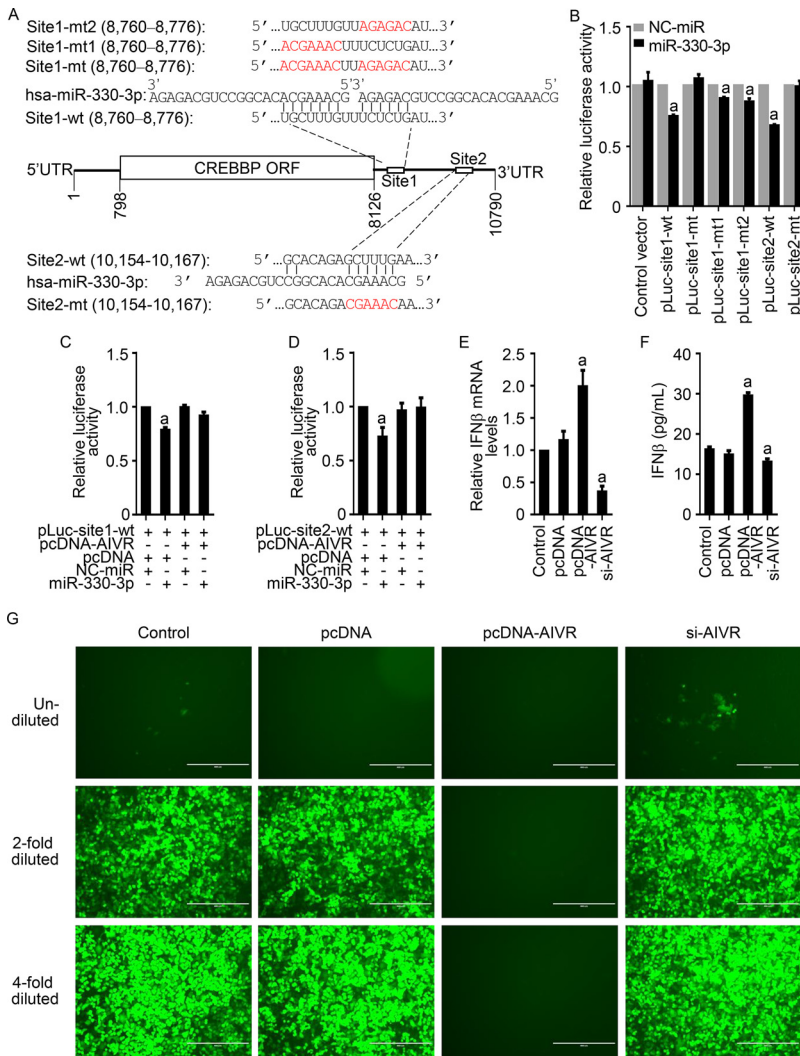 A
Site1-mt2 (8,760–8,776): 5′...UGCUUUGUUAGAGACAU...3′
Site1-mt1 (8,760–8,776): 5′...ACGAAACUUUCUCUGAU...3′
Site1-mt (8,760–8,776): 5′...ACGAAACUUAGAGACAU...3′
3′ 5′3′ 5′
hsa-miR-330-3p: AGAGACGUCCGGCACACGAAACG AGAGACGUCCGGCACACGAAACG
Site1-wt (8,760–8,776): 5′...UGCUUUGUUUCUCUGAU...3′
5′UTR CREBBP ORF Site1 Site2 3′UTR
1 798 8126 10790
Site2-wt (10,154-10,167): 5′...GCACAGAGCUUUGAA...3′
hsa-miR-330-3p: 3′ AGAGACGUCCGGCACACGAAACG 5′
Site2-mt (10,154-10,167): 5′...GCACAGACGAAACAA...3′
B
NC-miR
miR-330-3p
Relative luciferase activity
2.0
1.5
1.0
0.5
0
a a a a
Control vector
pLuc-site1-wt
pLuc-site1-mt
pLuc-site1-mt1
pLuc-site1-mt2
pLuc-site2-wt
pLuc-site2-mt
C
Relative luciferase
activity
1.5
1.0
0.5
0
a
pLuc-site1-wt + + + +
pcDNA-AIVR - - + +
pcDNA + + - -
NC-miR + - + -
miR-330-3p - + - +
D
Relative luciferase
activity
1.5
1.0
0.5
0
a
pLuc-site2-wt + + + +
pcDNA-AIVR - - + +
pcDNA + + - -
NC-miR + - + -
miR-330-3p - + - +
E
Relative IFNβ mRNA
levels
2.5
2.0
1.5
1.0
0.5
0
a a
Control
pcDNA
pcDNA
-AIVR
si-AIVR
F
IFNβ (pg/mL)
40
30
20
10
0
a a
Control
pcDNA
pcDNA
-AIVR
si-AIVR
G
Control pcDNA pcDNA-AIVR si-AIVR
Un-
diluted
2-fold
diluted
4-fold
diluted